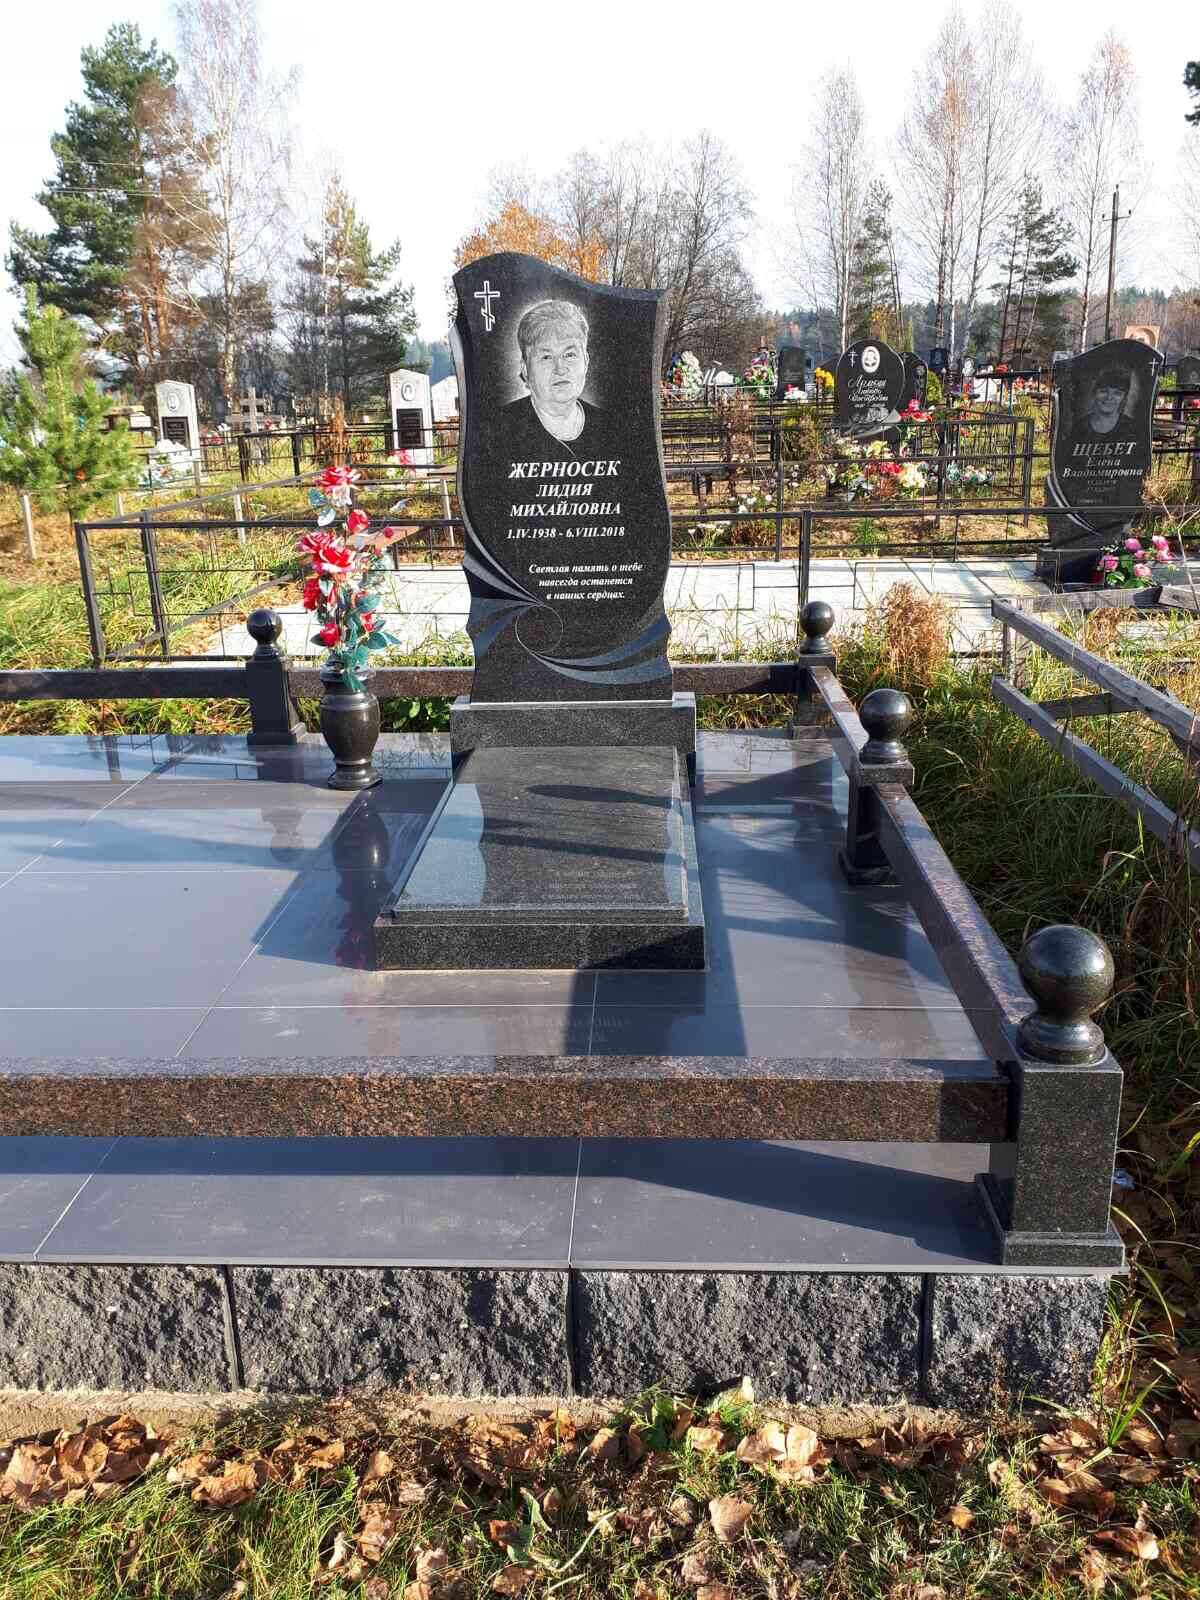 ЖЕРНОСЕК
ЛИДИЯ
МИХАЙЛОВНА
1.IV.1938 - 6.VIII.2018
Светлая память о тебе
навсегда останется
в наших сердцах.
ЩЕБЕТ
Елена
Владимировна